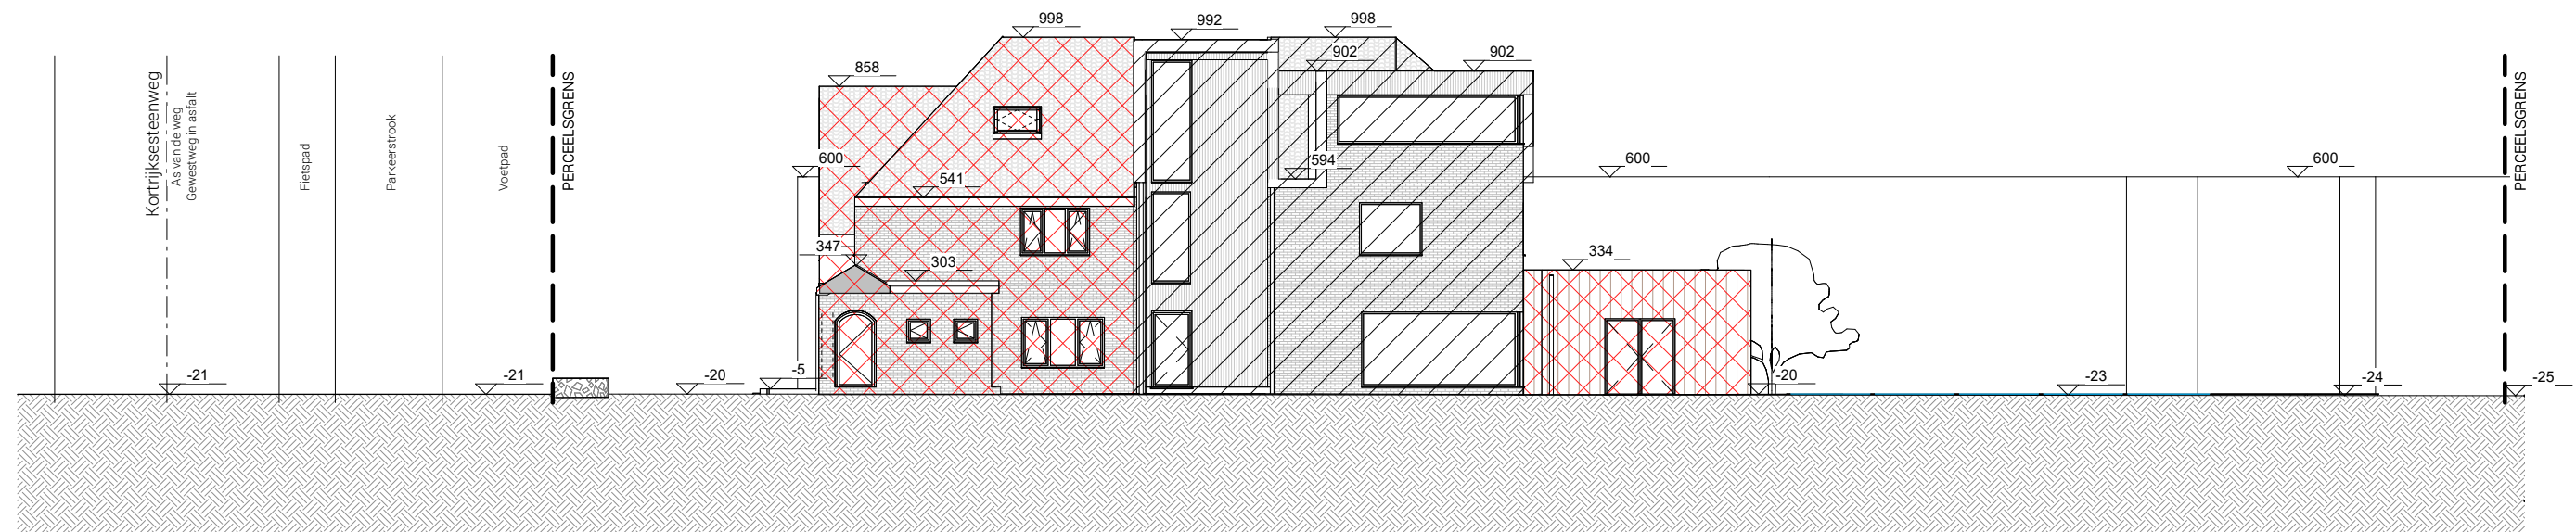 998
992
998
902
902
858
600
541
594
600
600
347
303
334
-21
-21
-20
-5
-20
-23
-24
-25
Kortrijksesteenweg
As van de weg
Gewestweg in asfalt
Fietspad
Parkeerstrook
Voetpad
PERCEELSGRENS
PERCEELSGRENS